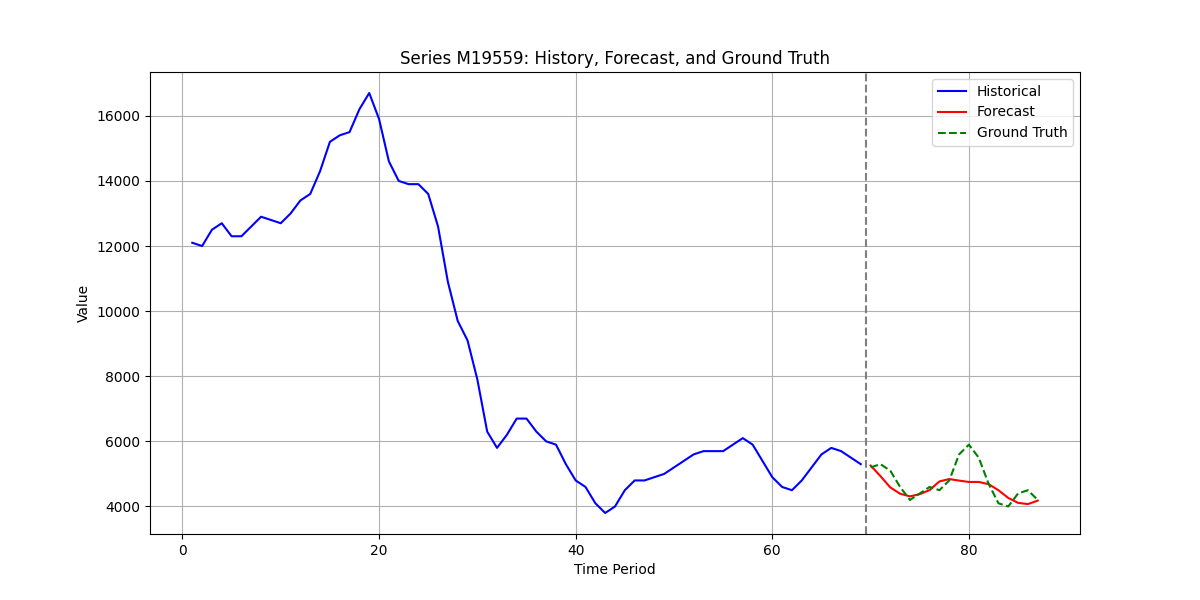 Series M19559: History, Forecast, and Ground Truth
Historical
Forecast
Ground Truth
16000
14000
12000
10000
8000
6000
4000
Value
0
20
40
60
80
Time Period